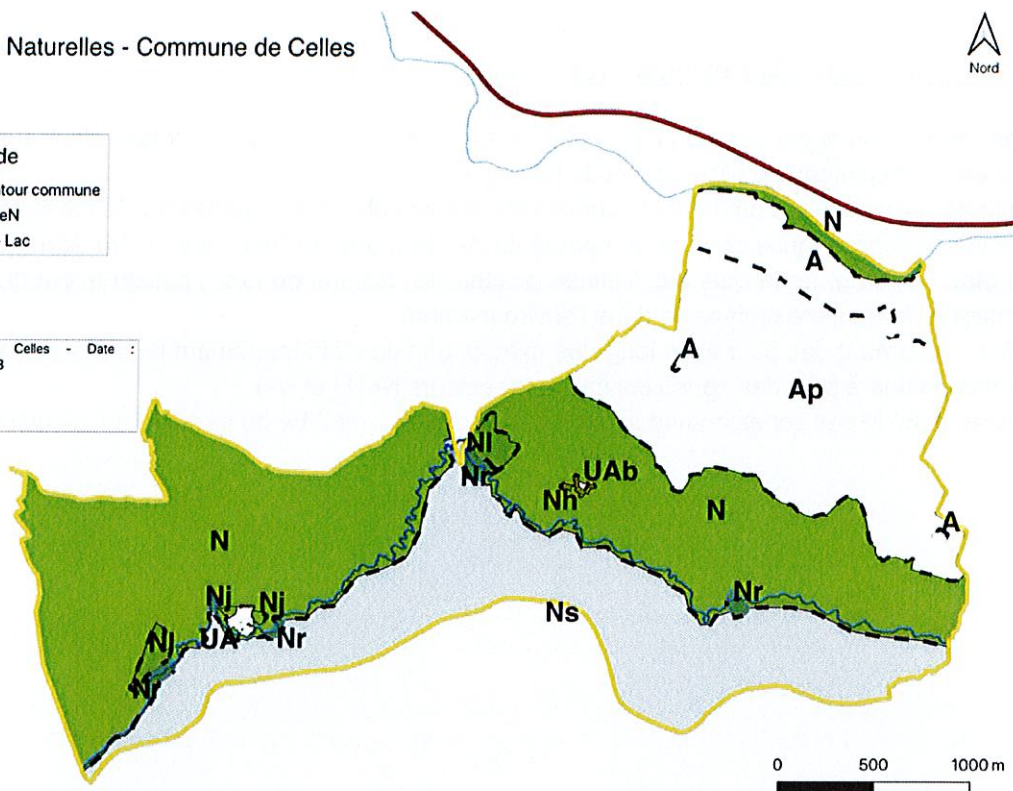 Naturelles - Commune de Celles
Nord
de
tour commune
eN
Lac
Celles - Date :
N
A
A
Ap
Nl
Nr
UAb
Nh
N
A
N
Nj
Nj
Nr
Ns
UA
Nr
Nj
Nr
0 500 1000 m